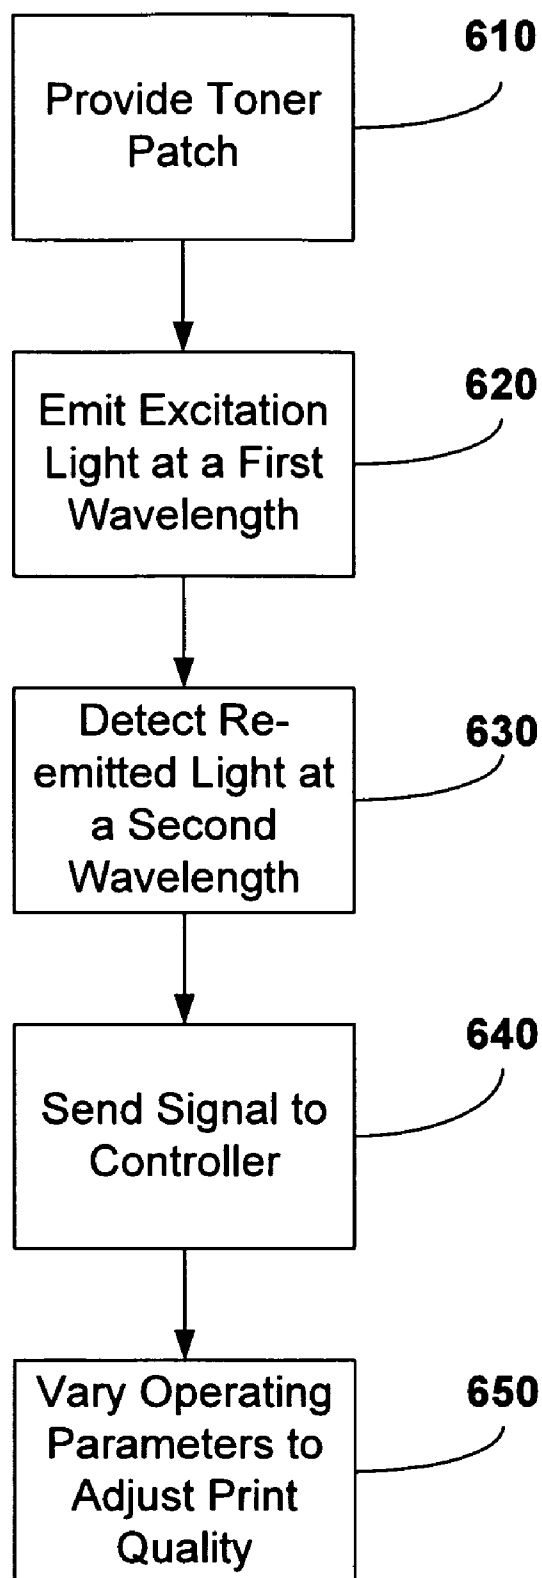 610
Provide Toner
Patch
620
Emit Excitation
Light at a First
Wavelength
630
Detect Re-
emitted Light at
a Second
Wavelength
640
Send Signal to
Controller
650
Vary Operating
Parameters to
Adjust Print
Quality